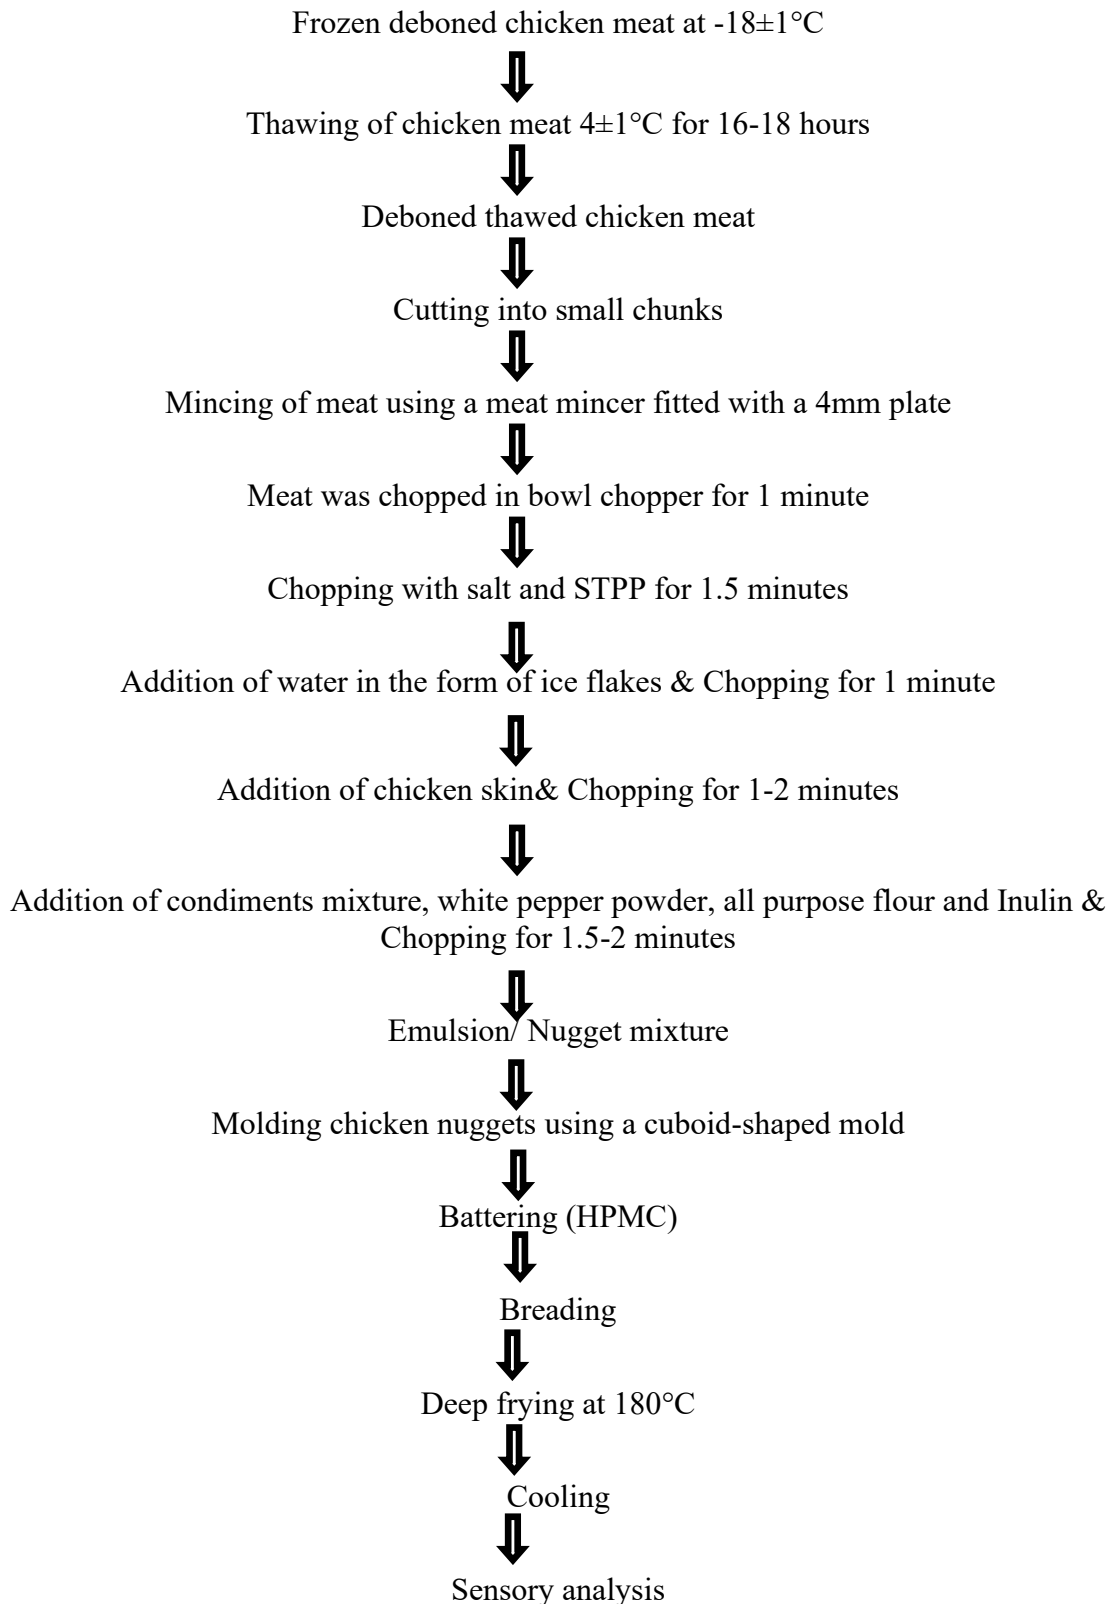 Frozen deboned chicken meat at -18±1°C
Thawing of chicken meat 4±1°C for 16-18 hours
Deboned thawed chicken meat
Cutting into small chunks
Mincing of meat using a meat mincer fitted with a 4mm plate
Meat was chopped in bowl chopper for 1 minute
Chopping with salt and STPP for 1.5 minutes
Addition of water in the form of ice flakes & Chopping for 1 minute
Addition of chicken skin& Chopping for 1-2 minutes
Addition of condiments mixture, white pepper powder, all purpose flour and Inulin &
Chopping for 1.5-2 minutes
Emulsion/ Nugget mixture
Molding chicken nuggets using a cuboid-shaped mold
Battering (HPMC)
Breading
Deep frying at 180°C
Cooling
Sensory analysis